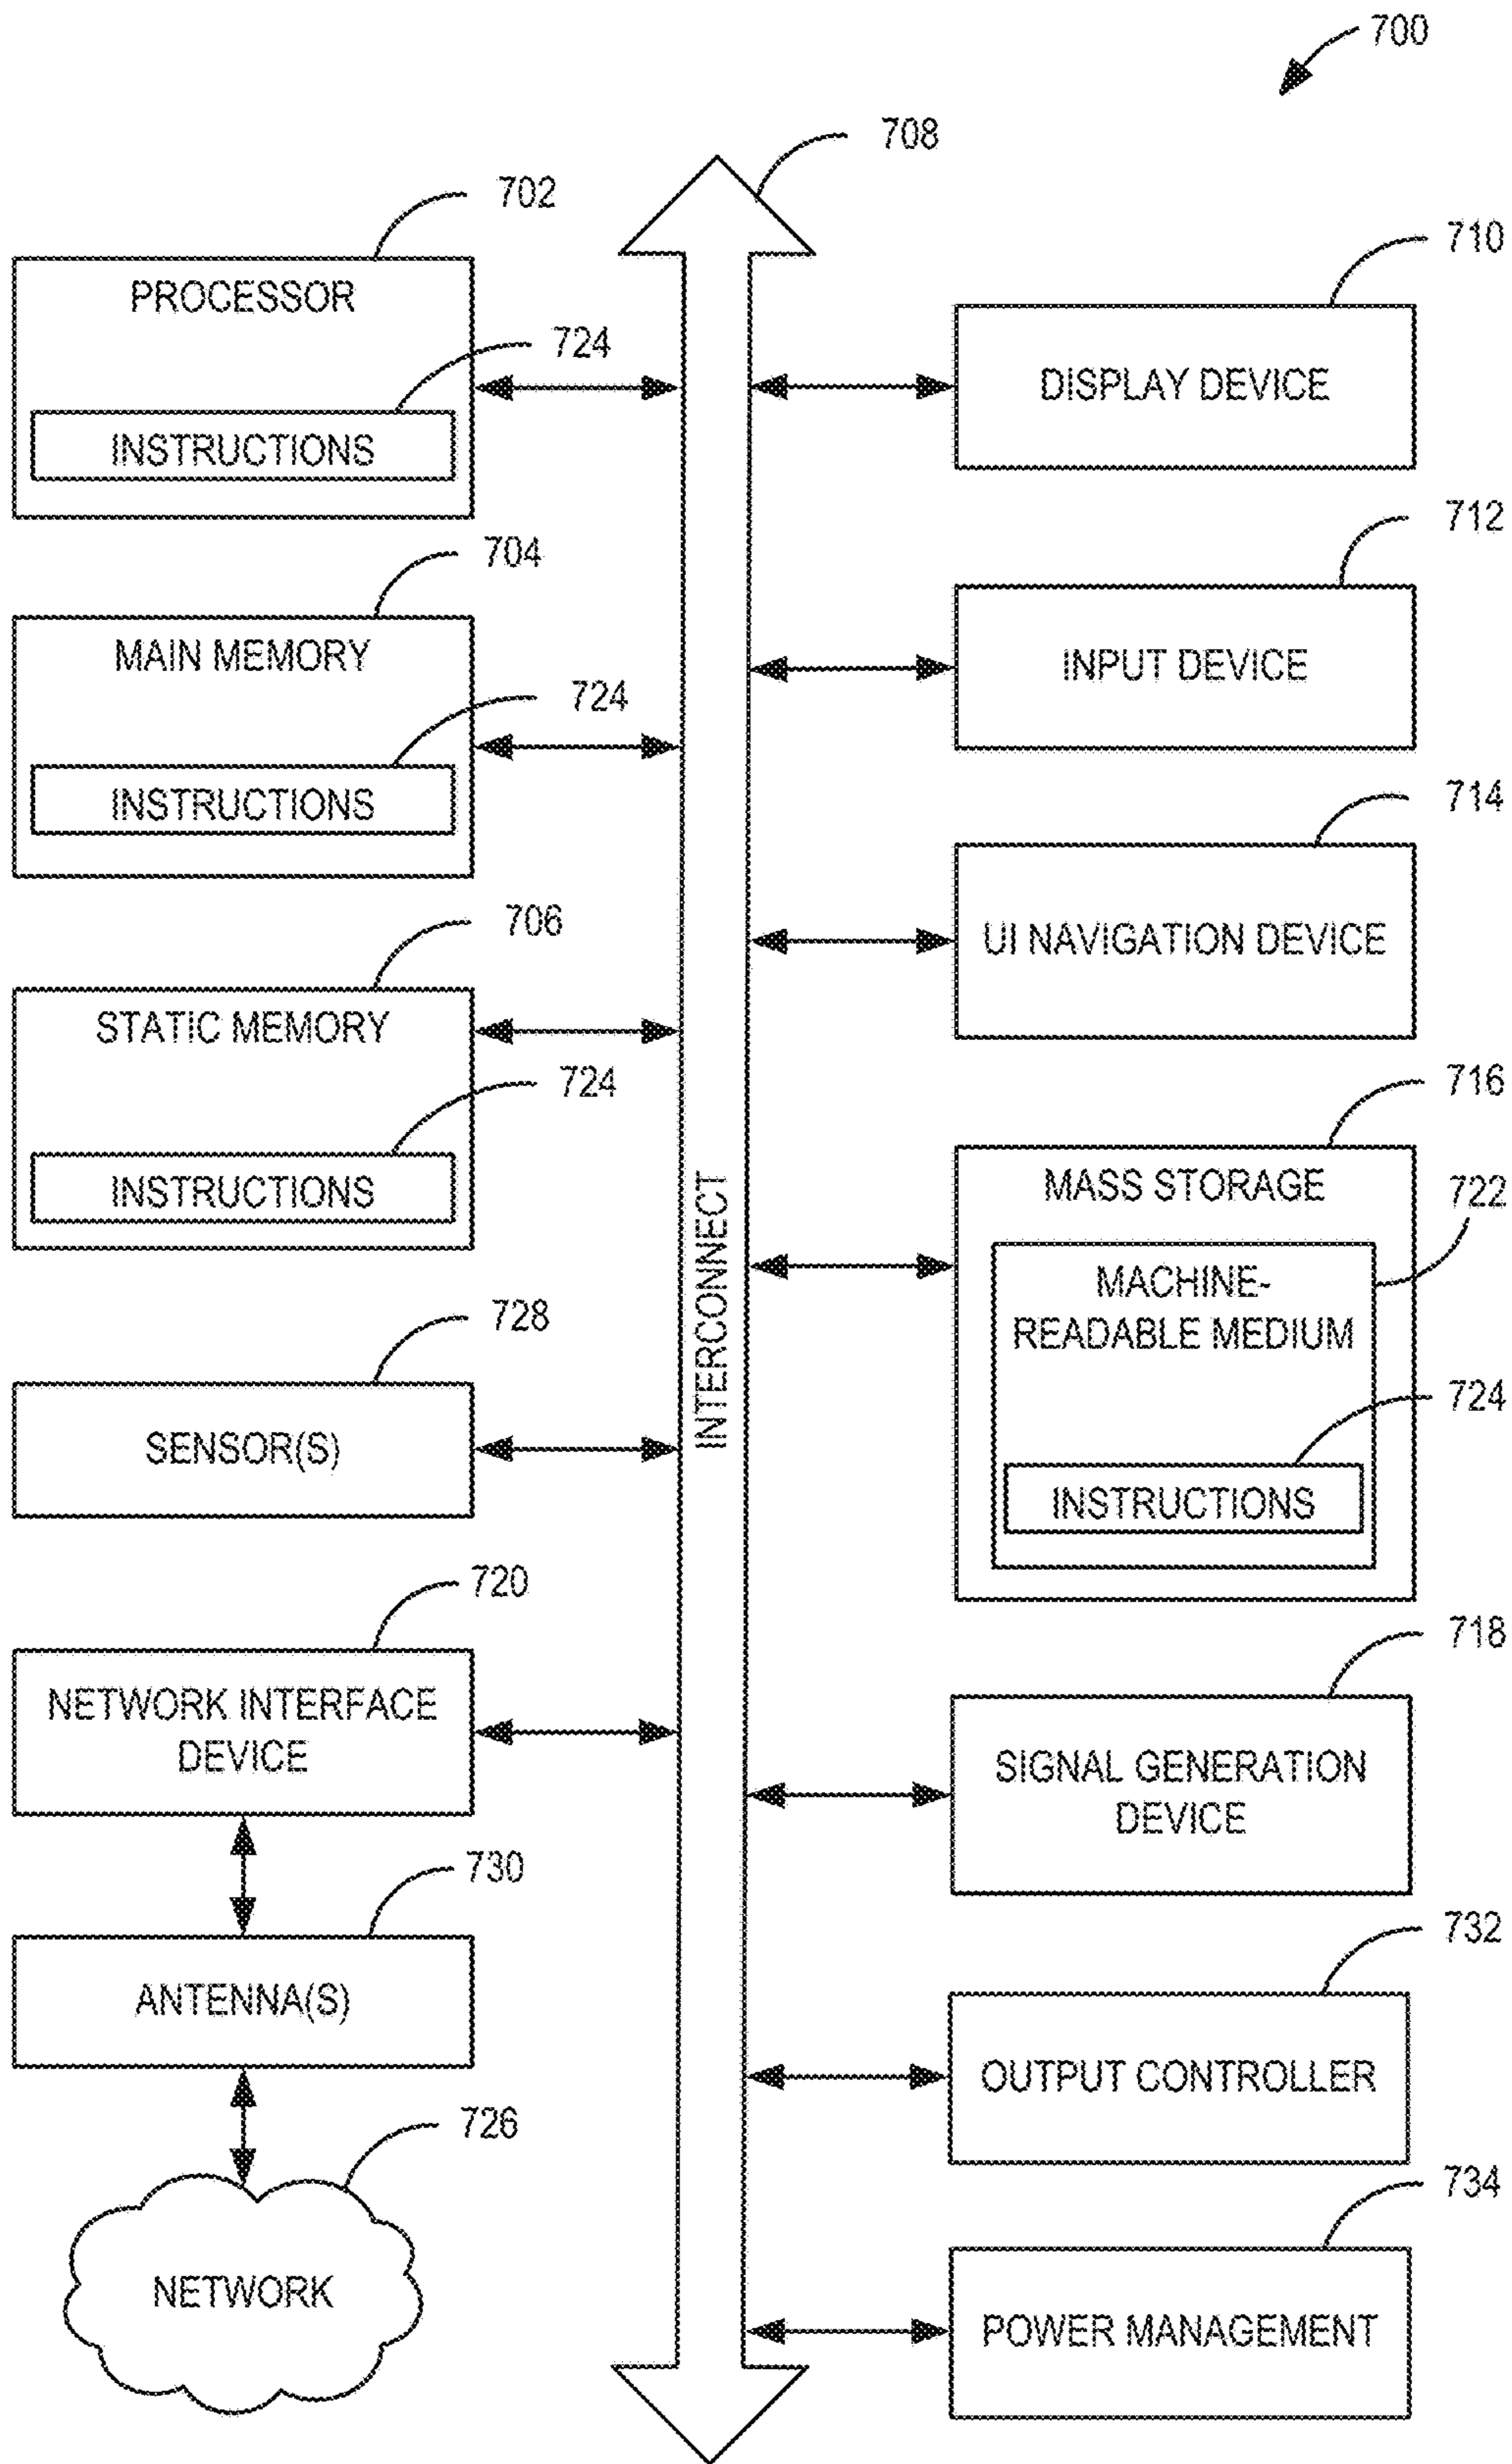 700
708
702
PROCESSOR
724
INSTRUCTIONS
704
MAIN MEMORY
724
INSTRUCTIONS
706
STATIC MEMORY
724
INSTRUCTIONS
728
SENSOR(S)
720
NETWORK INTERFACE
DEVICE
730
ANTENNA(S)
726
NETWORK
INTERCONNECT
710
DISPLAY DEVICE
712
INPUT DEVICE
714
UI NAVIGATION DEVICE
716
MASS STORAGE
722
MACHINE-
READABLE MEDIUM
724
INSTRUCTIONS
718
SIGNAL GENERATION
DEVICE
732
OUTPUT CONTROLLER
734
POWER MANAGEMENT